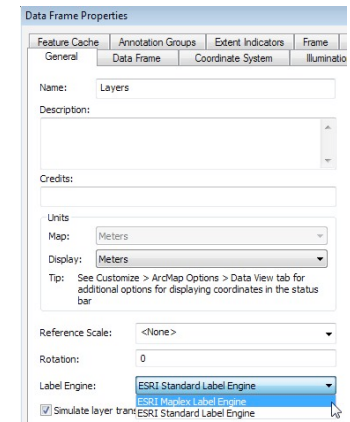 Data Frame Properties
Feature Cache Annotation Groups Extent Indicators Frame
General Data Frame Coordinate System
Name: Layers
Description:
Credits:
Units
Map: Meters
Display: Meters
Tip: See Customize > ArcMap Options > Data View tab for
additional options for displaying coordinates in the status
bar
Reference Scale: <None>
Rotation: 0
Label Engine: ESRI Standard Label Engine
ESRI Maplex Label Engine
Simulate layer ESRI Standard Label Engine